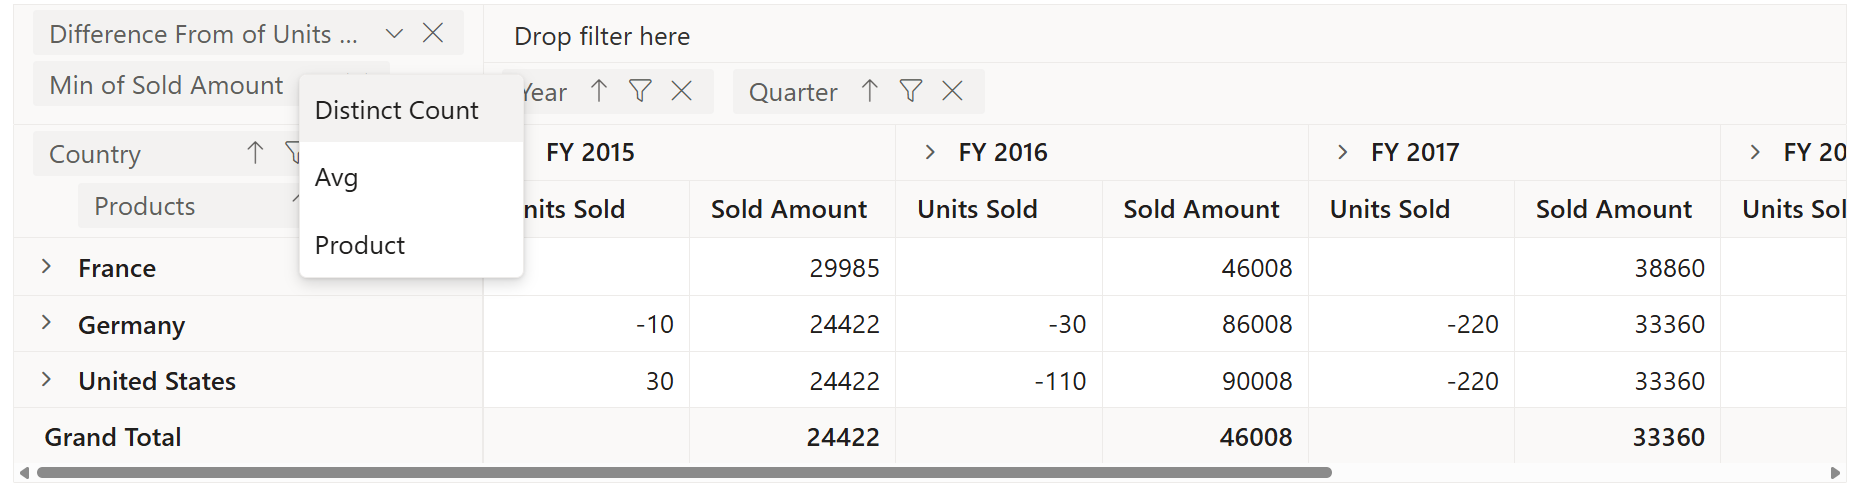 Difference From of Units ...
Drop filter here
Min of Sold Amount
Year Quarter
Distinct Count
Avg
Product
Country
Products
FY 2015 FY 2016 FY 2017 FY 20
Units Sold Sold Amount Units Sold Sold Amount Units Sold Sold Amount Units Sol
France 29985 46008 38860
Germany -10 24422 -30 86008 -220 33360
United States 30 24422 -110 90008 -220 33360
Grand Total 24422 46008 33360